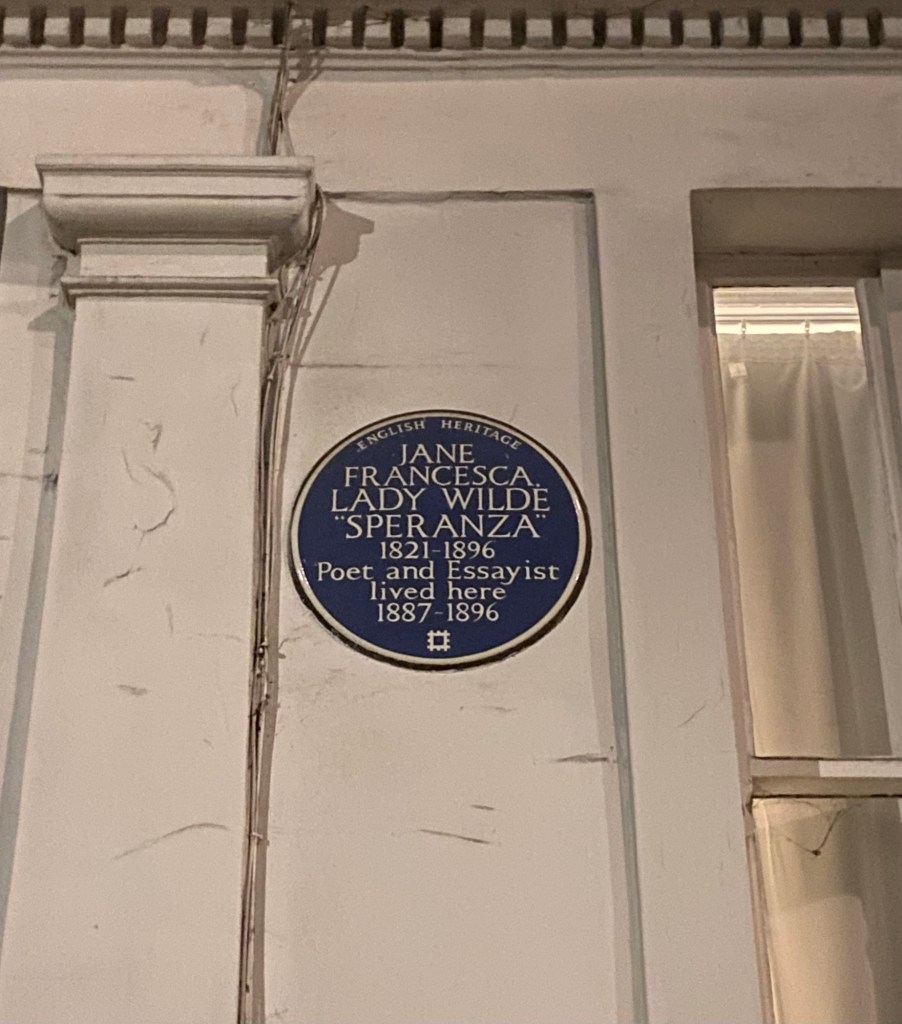 ENGLISH HERITAGE
JANE
FRANCESCA,
LADY WILDE
"SPERANZA"
1821-1896
Poet and Essayist
lived here
1887-1896